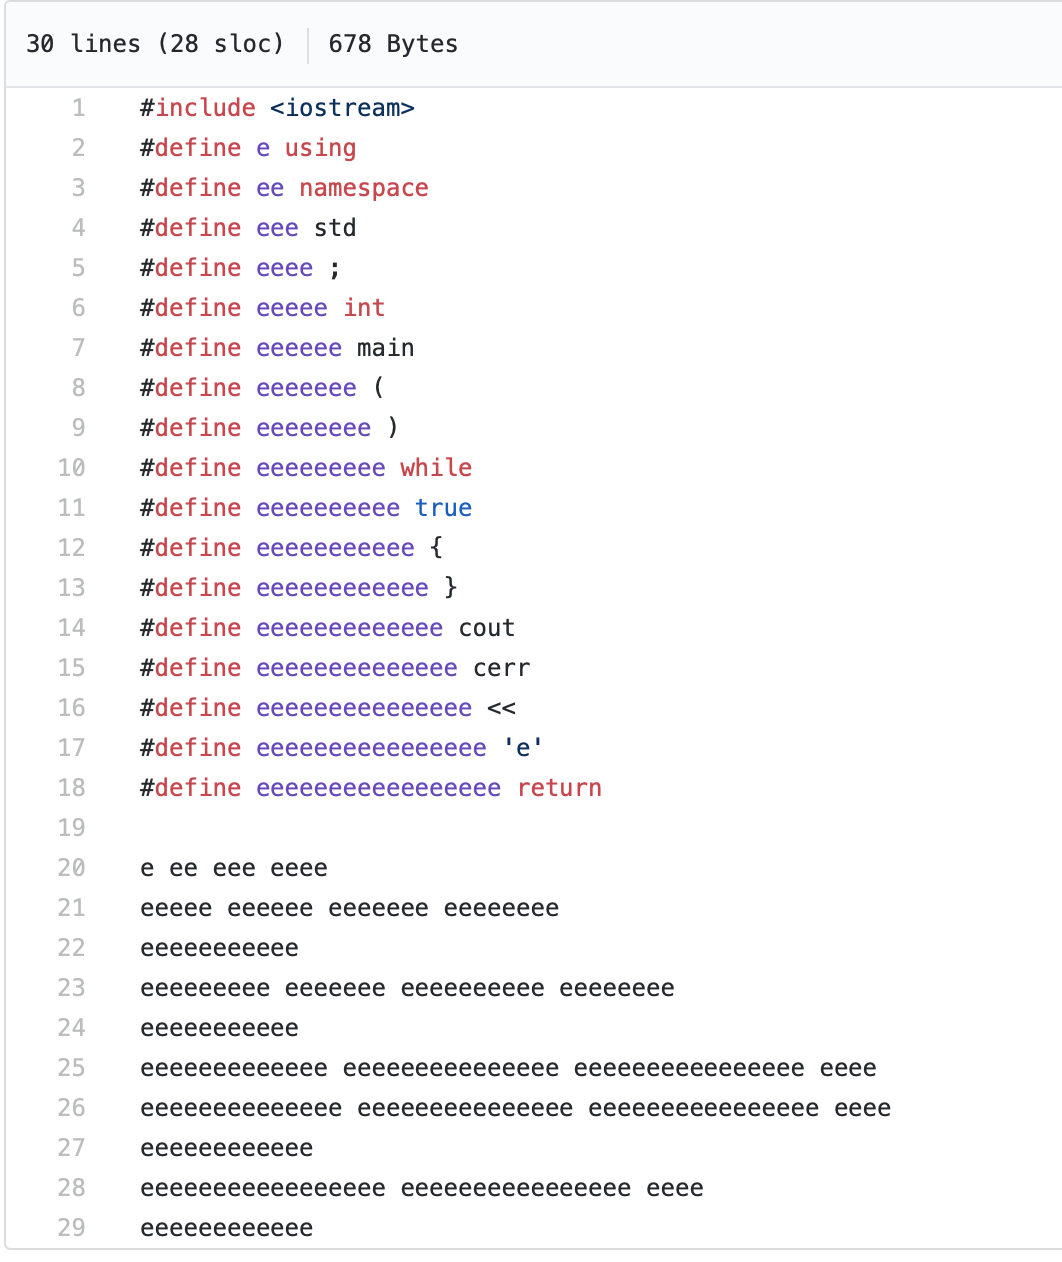 30 lines (28 sloc) 678 Bytes
1 #include <iostream>
2 #define e using
3 #define ee namespace
4 #define eee std
5 #define eeee ;
6 #define eeeee int
7 #define eeeeee main
8 #define eeeeeee (
9 #define eeeeeeee )
10 #define eeeeeeeee while
11 #define eeeeeeeeee true
12 #define eeeeeeeeeee {
13 #define eeeeeeeeeeee }
14 #define eeeeeeeeeeeee cout
15 #define eeeeeeeeeeeeee cerr
16 #define eeeeeeeeeeeeeee <<
17 #define eeeeeeeeeeeeeeee 'e'
18 #define eeeeeeeeeeeeeeeee return
19
20 e ee eee eeee
21 eeeee eeeeee eeeeeee eeeeeeee
22 eeeeeeeeeee
23 eeeeeeeee eeeeeee eeeeeeeeee eeeeeeee
24 eeeeeeeeeee
25 eeeeeeeeeeeee eeeeeeeeeeeeeee eeeeeeeeeeeeeeee eeee
26 eeeeeeeeeeeeee eeeeeeeeeeeeeee eeeeeeeeeeeeeeee eeee
27 eeeeeeeeeeee
28 eeeeeeeeeeeeeeeee eeeeeeeeeeeeeeee eeee
29 eeeeeeeeeeee